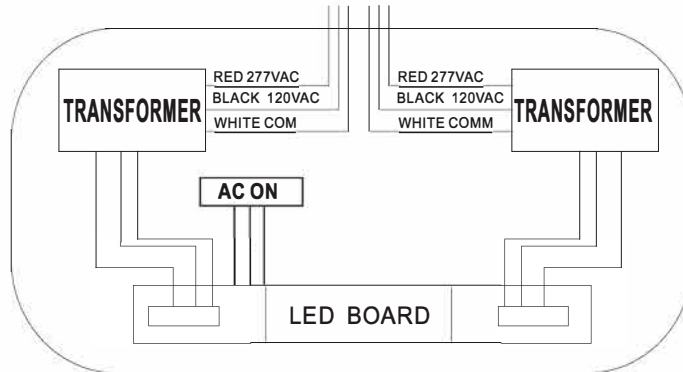 RED 277VAC
BLACK 120VAC
WHITE COM
TRANSFORMER
RED 277VAC
BLACK 120VAC
WHITE COMM
TRANSFORMER
AC ON
LED BOARD